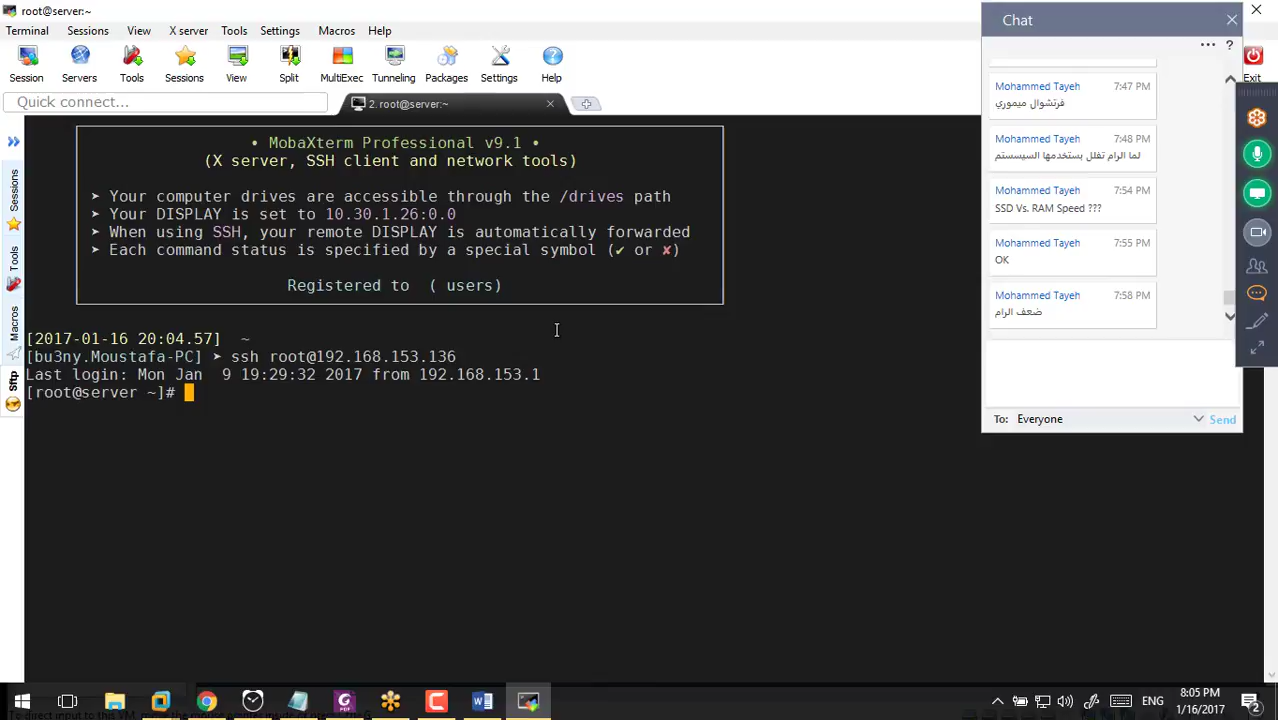 root@server:~
Terminal Sessions View X server Tools Settings Macros Help
Session Servers Tools Sessions View Split MultiExec Tunneling Packages Settings Help
Exit
Quick connect...
2. root@server:~
Sessions
Tools
Macros
Sftp
• MobaXterm Professional v9.1 •
(X server, SSH client and network tools)
➤ Your computer drives are accessible through the /drives path
➤ Your DISPLAY is set to 10.30.1.26:0.0
➤ When using SSH, your remote DISPLAY is automatically forwarded
➤ Each command status is specified by a special symbol (✔ or ✘)
Registered to ( users)
[2017-01-16 20:04.57] ~
[bu3ny.Moustafa-PC] ➤ ssh root@192.168.153.136
Last login: Mon Jan 9 19:29:32 2017 from 192.168.153.1
[root@server ~]#
Chat
Mohammed Tayeh 7:47 PM
فرتشوال ميموري
Mohammed Tayeh 7:48 PM
لما الرام تفلل بستخدمها السيسستم
Mohammed Tayeh 7:54 PM
SSD Vs. RAM Speed ???
Mohammed Tayeh 7:55 PM
OK
Mohammed Tayeh 7:58 PM
ضعف الرام
To: Everyone
Send
ENG
8:05 PM
1/16/2017
2